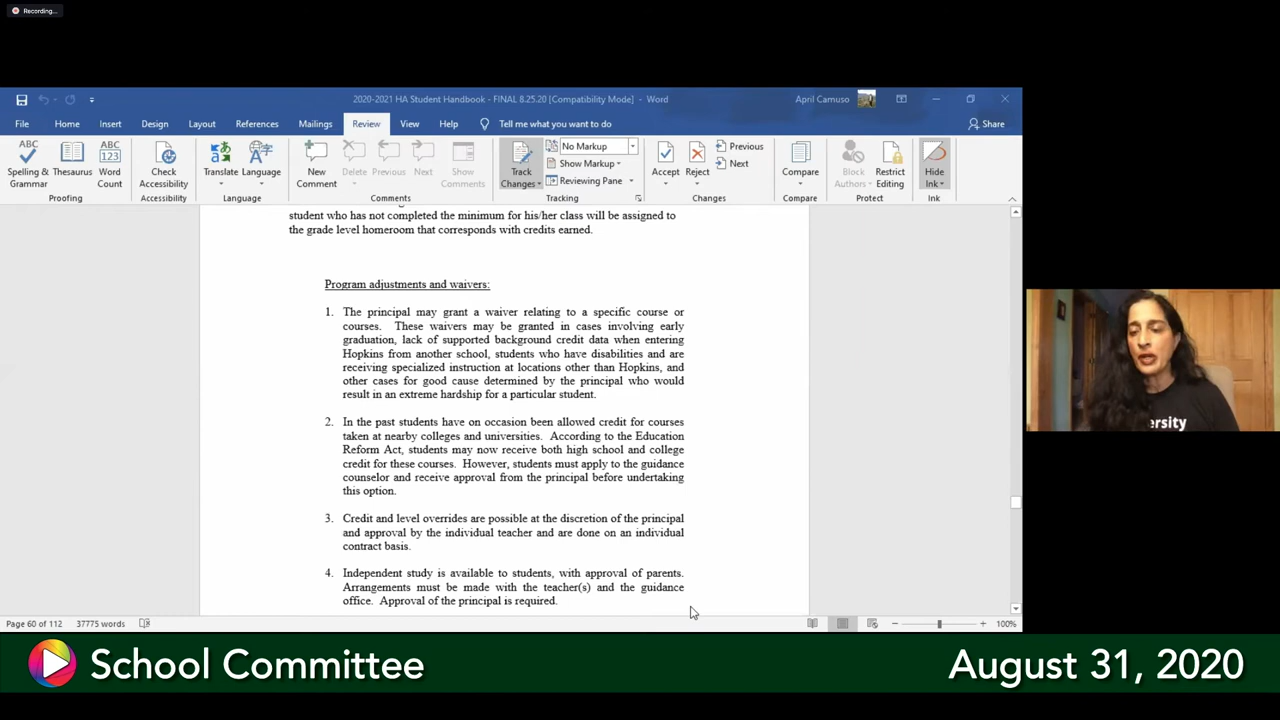 Recording...
2020-2021 HA Student Handbook - FINAL 8.25.20 [Compatibility Mode] - Word
April Camuso
File Home Insert Design Layout References Mailings Review View Help Tell me what you want to do Share
ABC
Spelling & Grammar
Thesaurus
ABC
123
Word Count
Proofing
Check Accessibility
Accessibility
Translate
Language
Language
New Comment
Delete
Previous
Next
Show Comments
Comments
Track Changes
No Markup
Show Markup
Reviewing Pane
Tracking
Accept
Reject
Previous
Next
Changes
Compare
Compare
Block Authors
Restrict Editing
Protect
Hide Ink
Ink
student who has not completed the minimum for his/her class will be assigned to
the grade level homeroom that corresponds with credits earned.
Program adjustments and waivers:
1. The principal may grant a waiver relating to a specific course or
courses. These waivers may be granted in cases involving early
graduation, lack of supported background credit data when entering
Hopkins from another school, students who have disabilities and are
receiving specialized instruction at locations other than Hopkins, and
other cases for good cause determined by the principal who would
result in an extreme hardship for a particular student.
2. In the past students have on occasion been allowed credit for courses
taken at nearby colleges and universities. According to the Education
Reform Act, students may now receive both high school and college
credit for these courses. However, students must apply to the guidance
counselor and receive approval from the principal before undertaking
this option.
3. Credit and level overrides are possible at the discretion of the principal
and approval by the individual teacher and are done on an individual
contract basis.
4. Independent study is available to students, with approval of parents.
Arrangements must be made with the teacher(s) and the guidance
office. Approval of the principal is required.
ersity
Page 60 of 112 37775 words
100%
School Committee
August 31, 2020